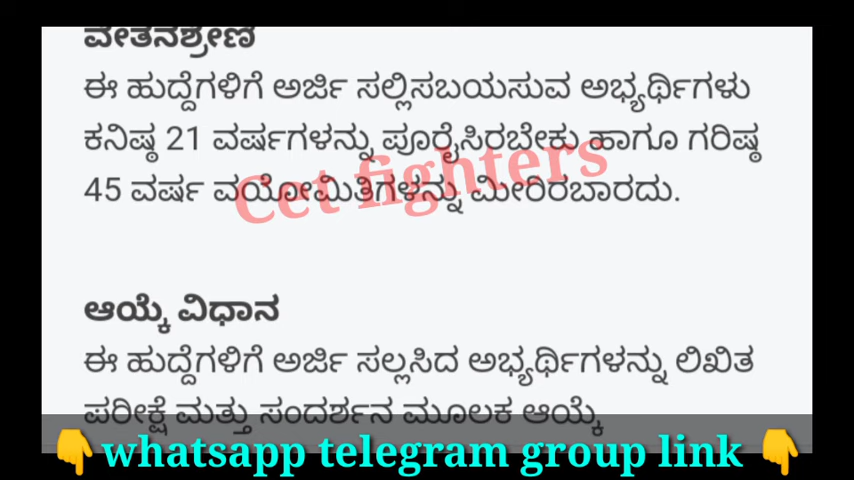 ವೇತನಶ್ರೇಣಿ
ಈ ಹುದ್ದೆಗಳಿಗೆ ಅರ್ಜಿ ಸಲ್ಲಿಸಬಯಸುವ ಅಭ್ಯರ್ಥಿಗಳು
ಕನಿಷ್ಠ 21 ವರ್ಷಗಳನ್ನು ಪೂರೈಸಿರಬೇಕು ಹಾಗೂ ಗರಿಷ್ಠ
45 ವರ್ಷ ವಯೋಮಿತಿಗಳನ್ನು ಮೀರಿರಬಾರದು.
Cet fighters
ಆಯ್ಕೆ ವಿಧಾನ
ಈ ಹುದ್ದೆಗಳಿಗೆ ಅರ್ಜಿ ಸಲ್ಲಸಿದ ಅಭ್ಯರ್ಥಿಗಳನ್ನು ಲಿಖಿತ
ಪರೀಕ್ಷೆ ಮತ್ತು ಸಂದರ್ಶನ ಮೂಲಕ ಆಯ್ಕೆ
👇whatsapp telegram group link 👇